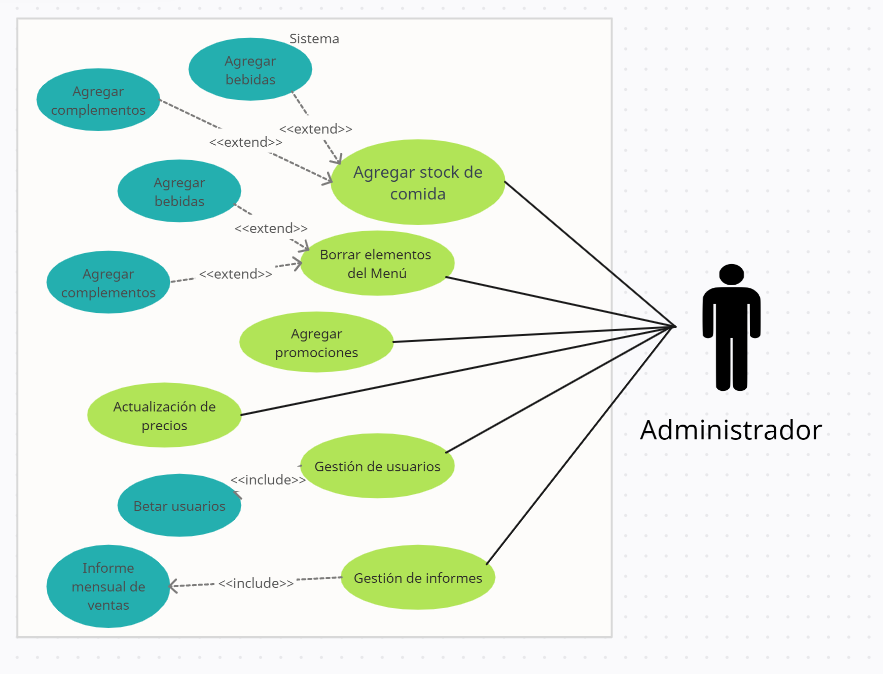 Sistema
Agregar
bebidas
Agregar
complementos
<<extend>>
<<extend>>
Agregar stock de
comida
Agregar
bebidas
<<extend>>
Borrar elementos
del Menú
Agregar
complementos
<<extend>>
Agregar
promociones
Actualización de
precios
Administrador
Gestión de usuarios
<<include>>
Betar usuarios
Informe
mensual de
ventas
<<include>>
Gestión de informes